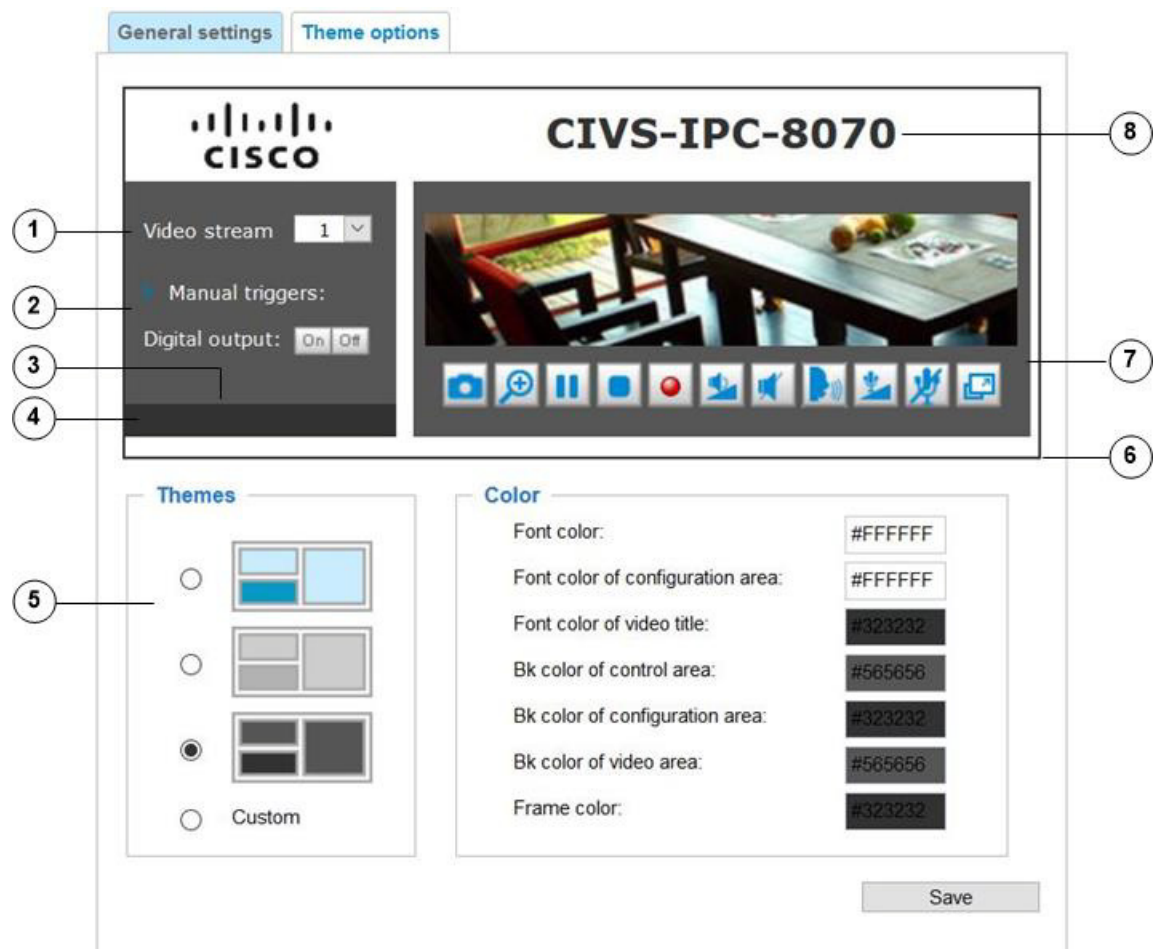 General settings
Theme options
CISCO
CIVS-IPC-8070
8
1
Video stream 1
2
Manual triggers:
Digital output: On Off
3
7
4
6
Themes
Color
Font color: #FFFFFF
Font color of configuration area: #FFFFFF
Font color of video title: #323232
Bk color of control area: #565656
5
Bk color of configuration area: #323232
Bk color of video area: #565656
Frame color: #323232
Custom
Save